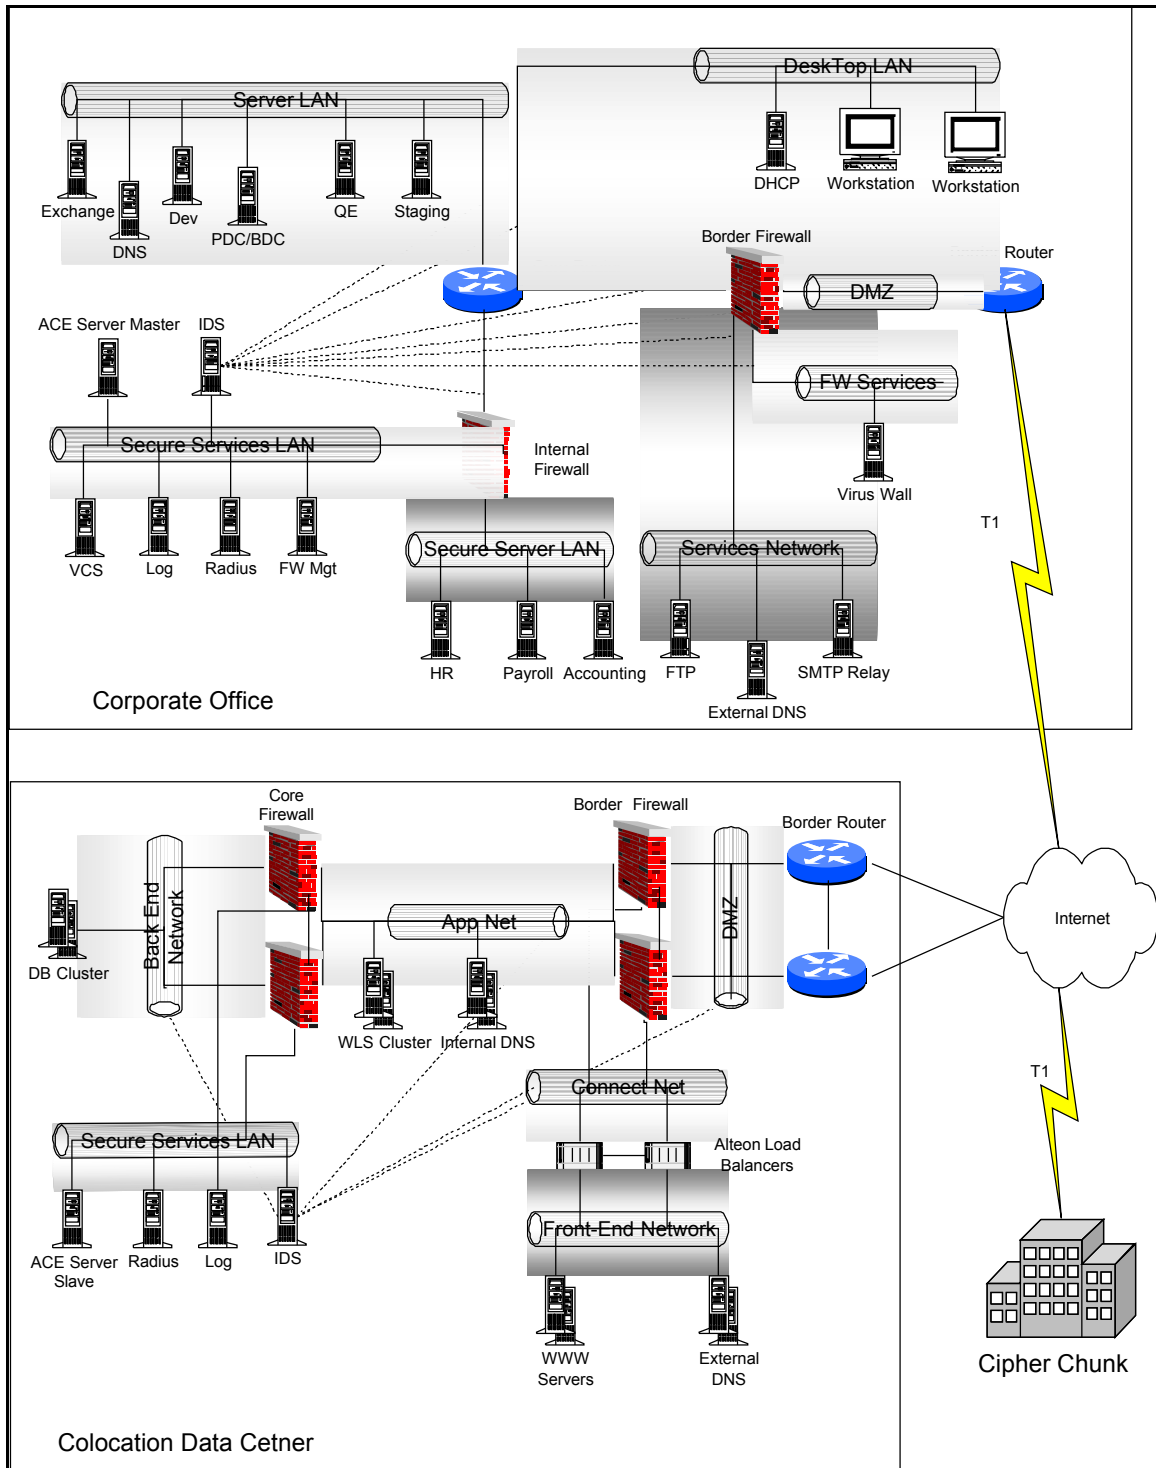 DeskTop LAN
Server LAN
DHCP
Workstation
Workstation
Exchange
DNS
Dev
PDC/BDC
QE
Staging
Border Firewall
Router
DMZ
ACE Server Master
IDS
FW Services
Secure Services LAN
Internal
Firewall
Virus Wall
T1
VCS
Log
Radius
FW Mgt
Secure Server LAN
Services Network
HR
Payroll
Accounting
FTP
SMTP Relay
External DNS
Corporate Office
Core
Firewall
Border Firewall
Border Router
Back End
Network
App Net
DMZ
Internet
DB Cluster
WLS Cluster
Internal DNS
Connect Net
T1
Secure Services LAN
Alteon Load
Balancers
Front-End Network
ACE Server
Slave
Radius
Log
IDS
WWW
Servers
External
DNS
Cipher Chunk
Colocation Data Cetner